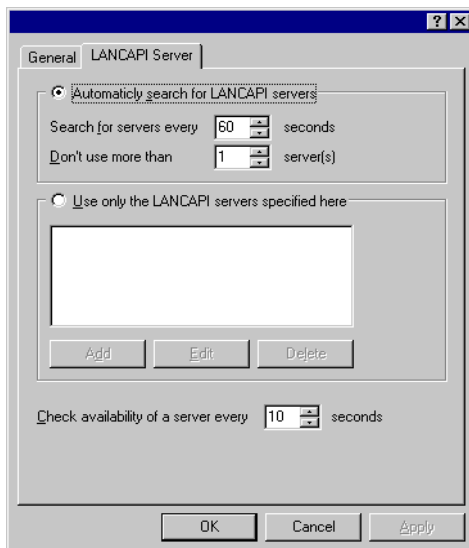 General
LANCAPI Server
Automaticly search for LANCAPI servers
Search for servers every 60 seconds
Don't use more than 1 server(s)
Use only the LANCAPI servers specified here
Add Edit Delete
Check availability of a server every 10 seconds
OK Cancel Apply